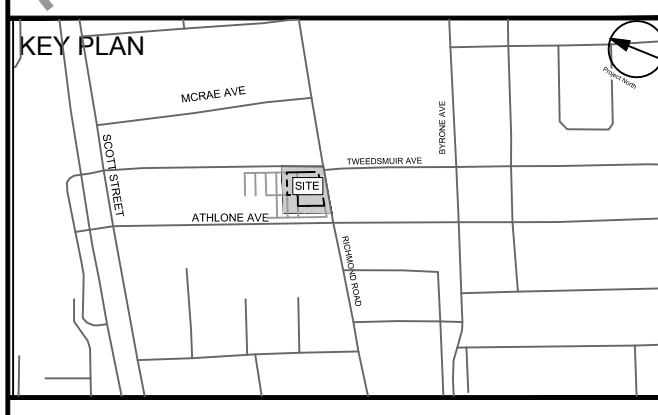 KEY PLAN
Project North
MCRAE AVE
BYRONE AVE
SCOTT STREET
TWEEDSMUIR AVE
SITE
ATHLONE AVE
RICHMOND ROAD